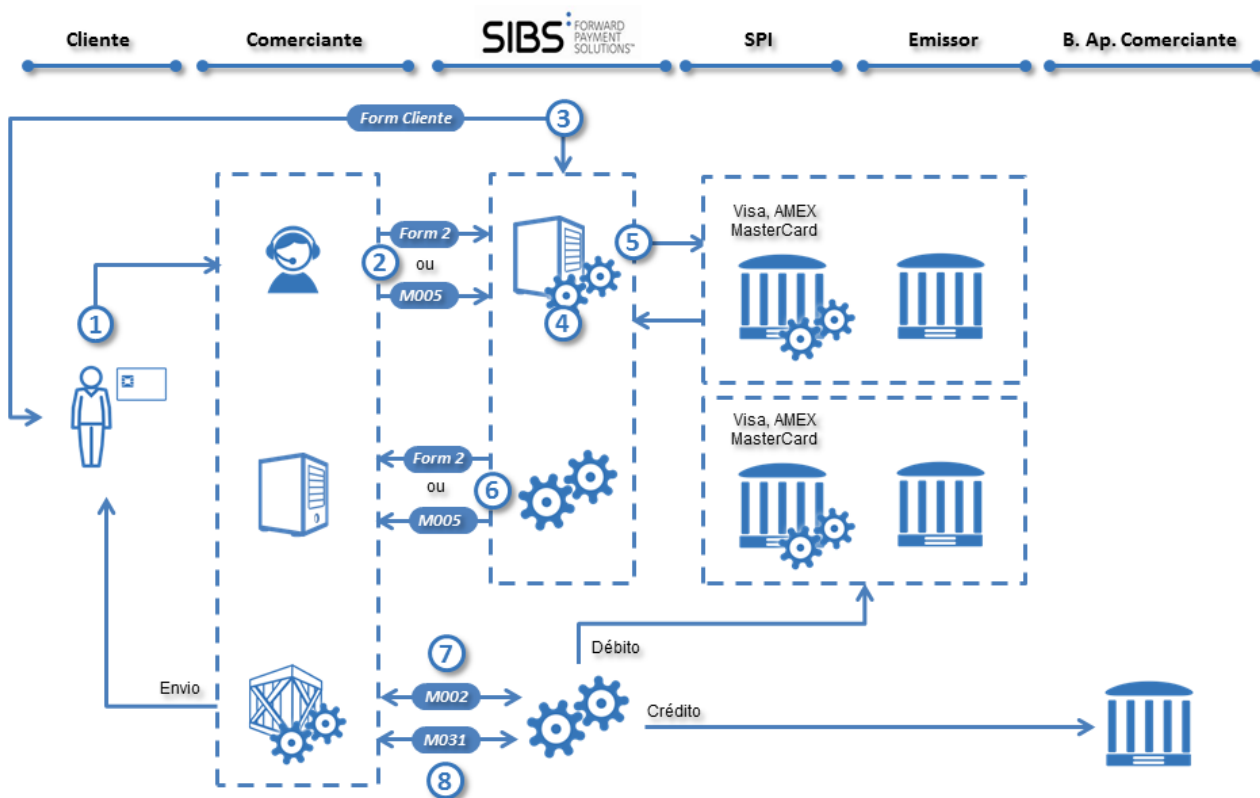 Cliente
Comerciante
SIBS FORWARD
PAYMENT
SOLUTIONS™
SPI
Emissor
B. Ap. Comerciante
Form Cliente
3
Visa, AMEX
MasterCard
Form 2
5
2
ou
M005
1
4
Visa, AMEX
MasterCard
Form 2
ou
6
M005
7
Débito
Envio
M002
Crédito
M031
8